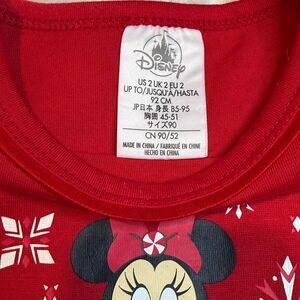 Disney
US 2 UK 2 EU 2
UP TO/JUSQU'A/HASTA
92 CM
JP日本 身長 85-95
胸囲 45-51
サイズ90
CN 90/52
MADE IN CHINA / FABRIQUÉ EN CHINE
HECHO EN CHINA